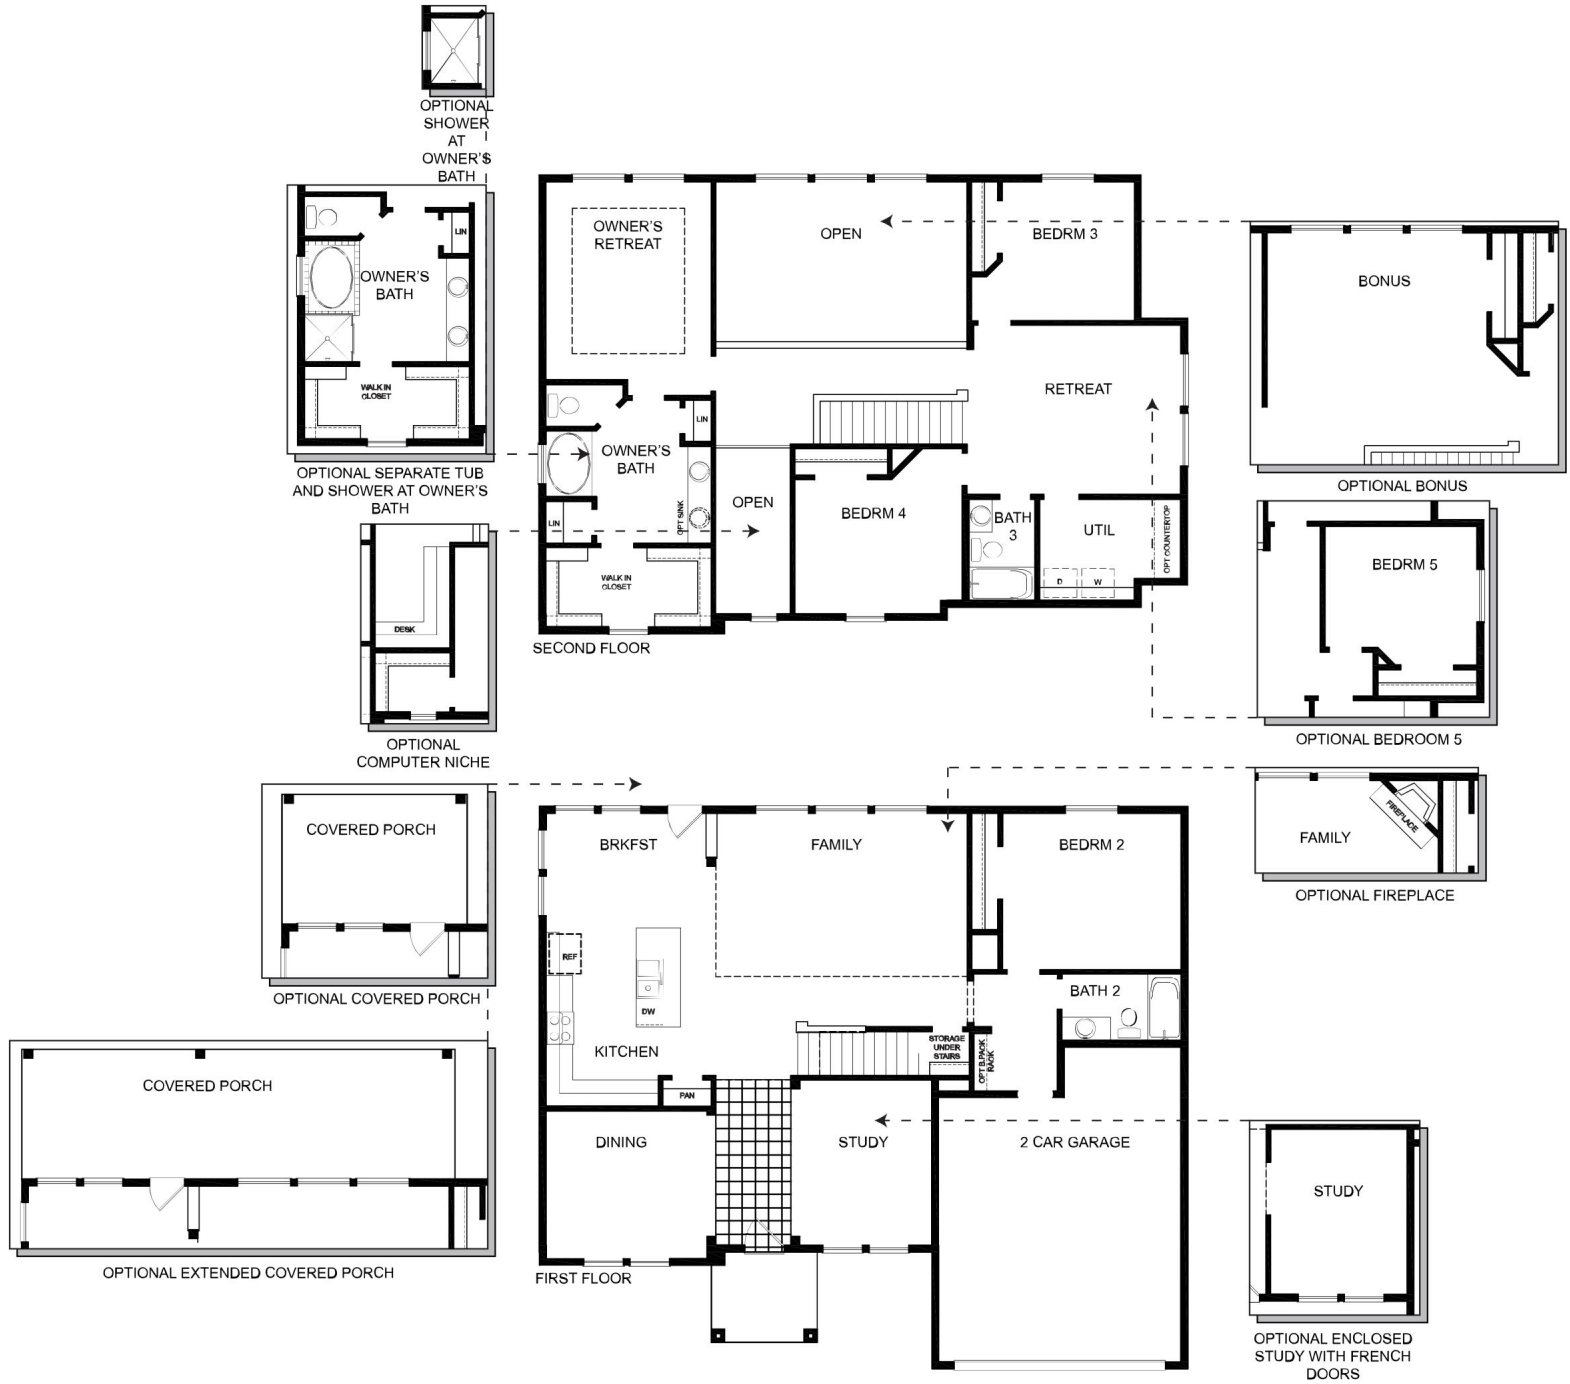 OPTIONAL
SHOWER
AT
OWNER'S
BATH
LIN
OWNER'S
BATH
WALK IN
CLOSET
OPTIONAL SEPARATE TUB
AND SHOWER AT OWNER'S
BATH
DESK
OPTIONAL
COMPUTER NICHE
OWNER'S
RETREAT
OPEN
BEDRM 3
RETREAT
LIN
OWNER'S
BATH
OPT SINK
LIN
WALK IN
CLOSET
OPEN
BEDRM 4
BATH
3
UTIL
D
W
OPT COUNTERTOP
SECOND FLOOR
BONUS
OPTIONAL BONUS
BEDRM 5
OPTIONAL BEDROOM 5
COVERED PORCH
OPTIONAL COVERED PORCH
COVERED PORCH
OPTIONAL EXTENDED COVERED PORCH
BRKFST
FAMILY
BEDRM 2
REF
DW
KITCHEN
BATH 2
STORAGE
UNDER
STAIRS
OPT B.PACK
RACK
PAN
DINING
STUDY
2 CAR GARAGE
FIRST FLOOR
FIREPLACE
FAMILY
OPTIONAL FIREPLACE
STUDY
OPTIONAL ENCLOSED
STUDY WITH FRENCH
DOORS